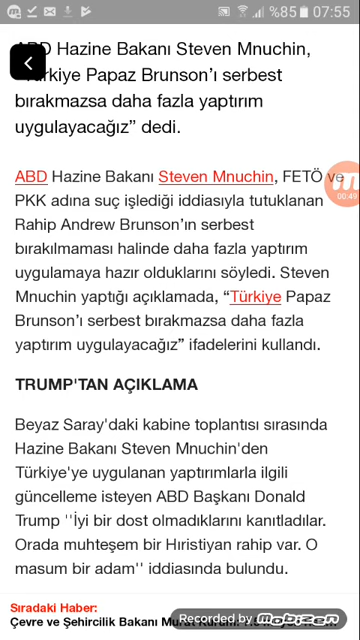 %85 07:55
ABD Hazine Bakanı Steven Mnuchin,
"Türkiye Papaz Brunson'ı serbest
bırakmazsa daha fazla yaptırım
uygulayacağız” dedi.
ABD Hazine Bakanı Steven Mnuchin, FETÖ ve
PKK adına suç işlediği iddiasıyla tutuklanan
00:49
Rahip Andrew Brunson’ın serbest
bırakılmaması halinde daha fazla yaptırım
uygulamaya hazır olduklarını söyledi. Steven
Mnuchin yaptığı açıklamada, “Türkiye Papaz
Brunson’ı serbest bırakmazsa daha fazla
yaptırım uygulayacağız” ifadelerini kullandı.
TRUMP'TAN AÇIKLAMA
Beyaz Saray'daki kabine toplantısı sırasında
Hazine Bakanı Steven Mnuchin'den
Türkiye'ye uygulanan yaptırımlarla ilgili
güncelleme isteyen ABD Başkanı Donald
Trump ''İyi bir dost olmadıklarını kanıtladılar.
Orada muhteşem bir Hıristiyan rahip var. O
masum bir adam'' iddiasında bulundu.
Sıradaki Haber:
Çevre ve Şehircilik Bakanı Murat Kurum:
Recorded by mobizen